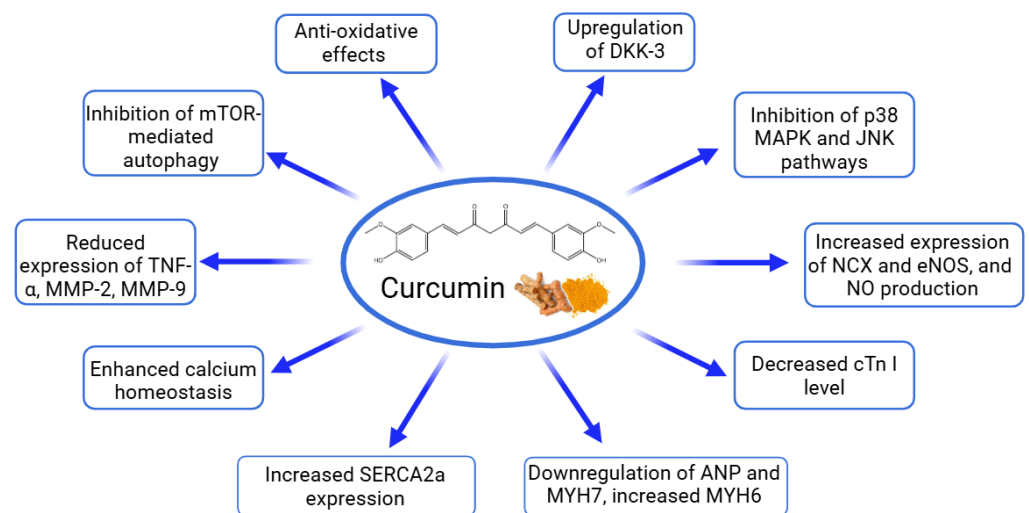 Anti-oxidative
effects
Upregulation
of DKK-3
Inhibition of mTOR-
mediated
autophagy
Inhibition of p38
MAPK and JNK
pathways
Reduced
expression of TNF-
α, MMP-2, MMP-9
O
O
O
O
HO
OH
Curcumin
Increased expression
of NCX and eNOS, and
NO production
Enhanced calcium
homeostasis
Decreased cTn I
level
Increased SERCA2a
expression
Downregulation of ANP and
MYH7, increased MYH6